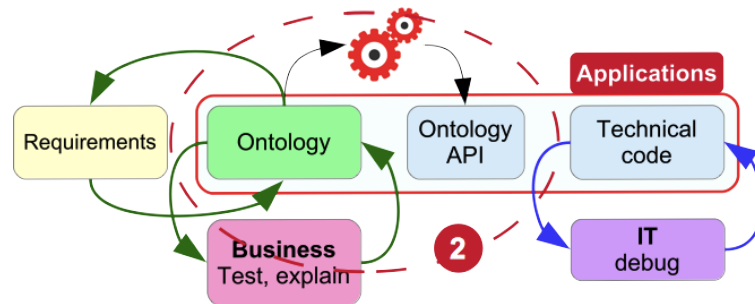 Applications
Requirements
Ontology
Ontology
API
Technical
code
Business
Test, explain
2
IT
debug